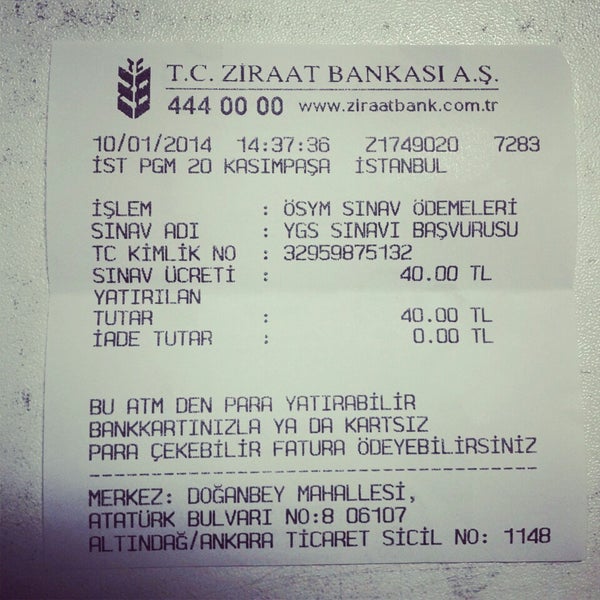 TC
T.C. ZİRAAT BANKASI A.Ş.
444 00 00 www.ziraatbank.com.tr
10/01/2014 14:37:36 Z1749020 7283
İST PGM 20 KASIMPAŞA İSTANBUL
İŞLEM : ÖSYM SINAV ÖDEMELERİ
SINAV ADI : YGS SINAVI BAŞVURUSU
TC KİMLİK NO : 32959875132
SINAV ÜCRETİ : 40.00 TL
YATIRILAN
TUTAR : 40.00 TL
İADE TUTAR : 0.00 TL
BU ATM DEN PARA YATIRABİLİR
BANKKARTINIZLA YA DA KARTSIZ
PARA ÇEKEBİLİR FATURA ÖDEYEBİLİRSİNİZ
MERKEZ: DOĞANBEY MAHALLESİ,
ATATÜRK BULVARI NO:8 06107
ALTINDAĞ/ANKARA TİCARET SİCİL NO: 1148